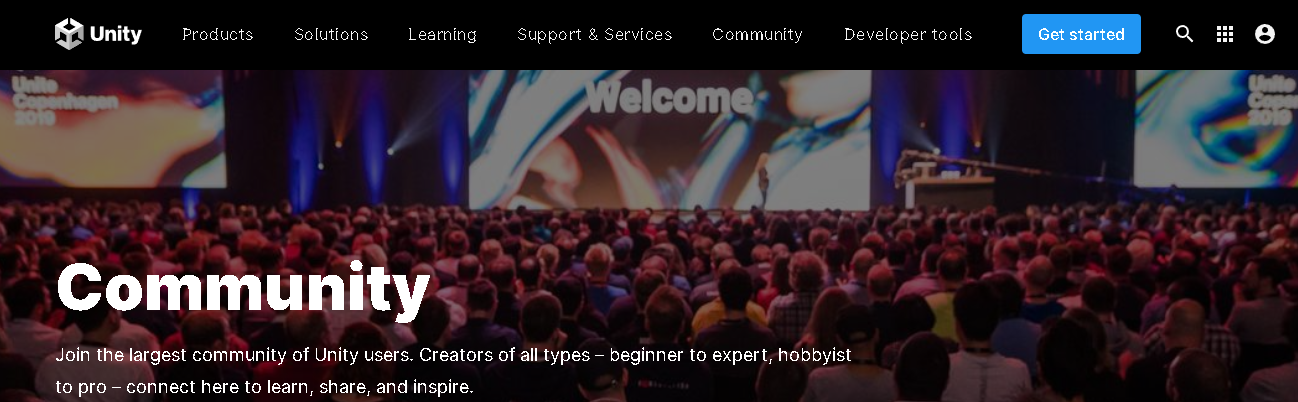 Unity Products Solutions Learning Support & Services Community Developer tools Get started
Unite
Copenhagen
2019
Welcome
Unite
2019
Community
Join the largest community of Unity users. Creators of all types – beginner to expert, hobbyist
to pro – connect here to learn, share, and inspire.